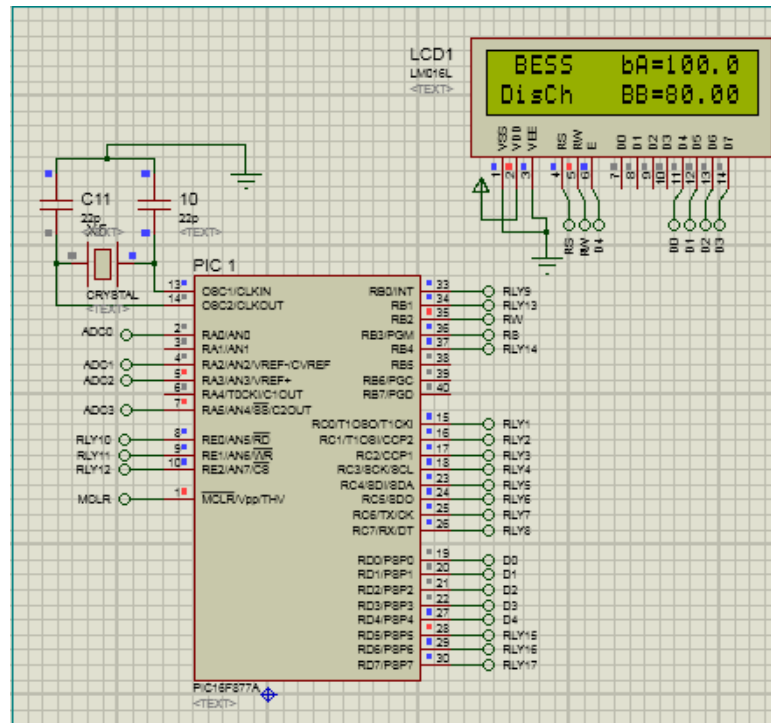 LCD1
LM016L
<TEXT>
BESS bA=100.0
DisCh BB=80.00
VSS
VDD
VEE
RS
RW
E
D0
D1
D2
D3
D4
D5
D6
D7
1
2
3
4
5
6
7
8
9
10
11
12
13
14
RS
RW
D4
D0
D1
D2
D3
C11
22p
<TEXT>
10
22p
<TEXT>
CRYSTAL
<TEXT>
PIC 1
13 OSC1/CLKIN
14 OSC2/CLKOUT
ADC0 2 RA0/AN0
3 RA1/AN1
ADC1 4 RA2/AN2/VREF-/CVREF
ADC2 5 RA3/AN3/VREF+
6 RA4/T0CKI/C1OUT
ADC3 7 RA5/AN4/SS/C2OUT
RLY10 8 RE0/AN5/RD
RLY11 9 RE1/AN6/WR
RLY12 10 RE2/AN7/CS
MCLR 1 MCLR/Vpp/THV
RB0/INT 33 RLY9
RB1 34 RLY13
RB2 35 RW
RB3/PGM 36 RS
RB4 37 RLY14
RB5 38
RB6/PGC 39
RB7/PGD 40
RC0/T1OSO/T1CKI 15 RLY1
RC1/T1OSI/CCP2 16 RLY2
RC2/CCP1 17 RLY3
RC3/SCK/SCL 18 RLY4
RC4/SDI/SDA 23 RLY5
RC5/SDO 24 RLY6
RC6/TX/CK 25 RLY7
RC7/RX/DT 26 RLY8
RD0/PSP0 19 D0
RD1/PSP1 20 D1
RD2/PSP2 21 D2
RD3/PSP3 22 D3
RD4/PSP4 27 D4
RD5/PSP5 28 RLY15
RD6/PSP6 29 RLY16
RD7/PSP7 30 RLY17
PIC16F877A
<TEXT>